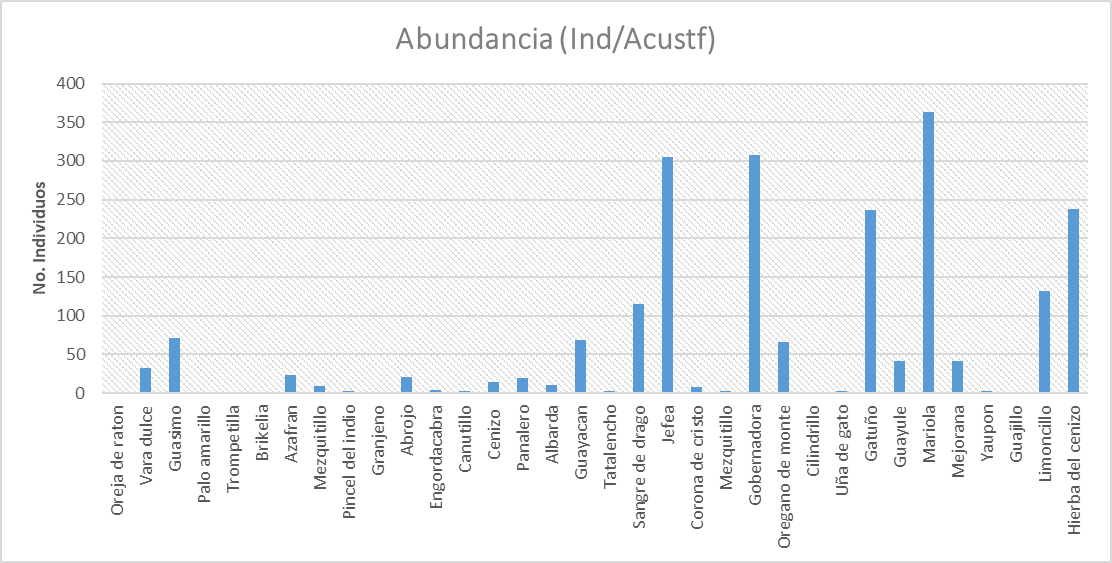 Abundancia (Ind/Acustf)
No. Individuos
400
350
300
250
200
150
100
50
0
Oreja de raton
Vara dulce
Guasimo
Palo amarillo
Trompetilla
Brikelia
Azafran
Mezquitillo
Pincel del indio
Granjeno
Abrojo
Engordacabra
Canutillo
Cenizo
Panalero
Albarda
Guayacan
Tatalencho
Sangre de drago
Jefea
Corona de cristo
Mezquitillo
Gobernadora
Oregano de monte
Cilindrillo
Uña de gato
Gatuño
Guayule
Mariola
Mejorana
Yaupon
Guajillo
Limoncillo
Hierba del cenizo